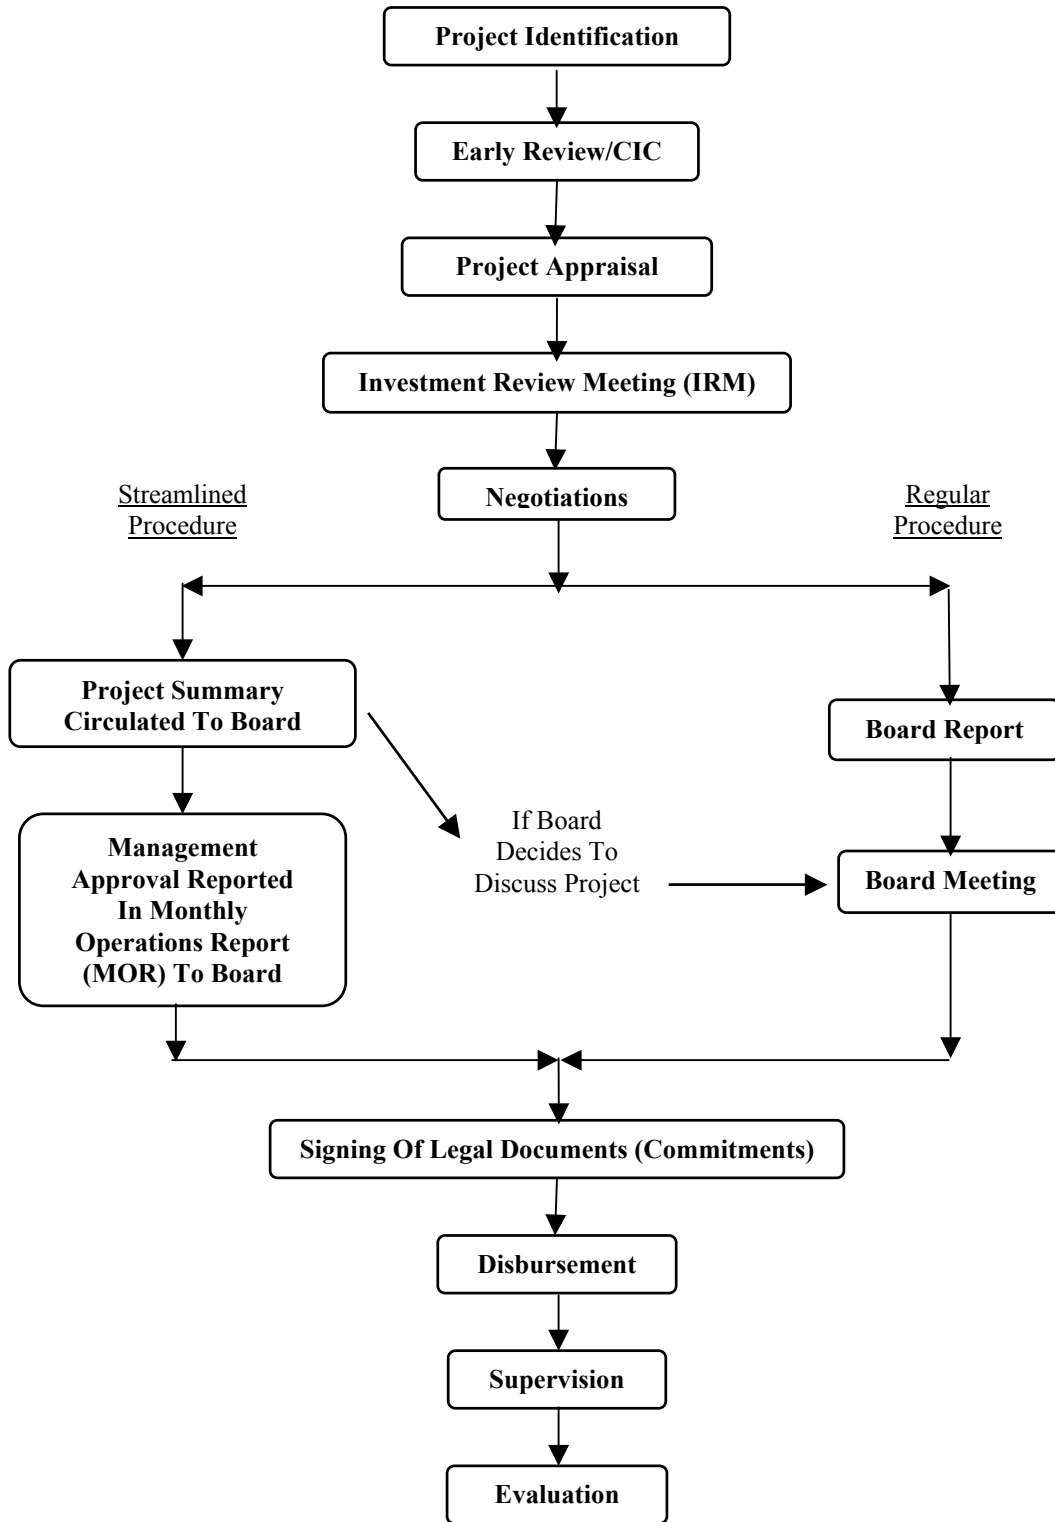 Project Identification
Early Review/CIC
Project Appraisal
Investment Review Meeting (IRM)
Negotiations
Streamlined
Procedure
Regular
Procedure
Project Summary
Circulated To Board
Board Report
Management
Approval Reported
In Monthly
Operations Report
(MOR) To Board
If Board
Decides To
Discuss Project
Board Meeting
Signing Of Legal Documents (Commitments)
Disbursement
Supervision
Evaluation